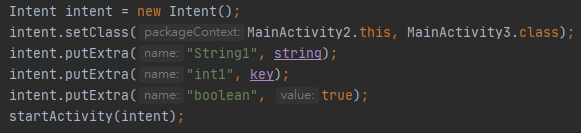 Intent intent = new Intent();
intent.setClass( packageContext: MainActivity2.this, MainActivity3.class);
intent.putExtra( name: "String1", string);
intent.putExtra( name: "int1", key);
intent.putExtra( name: "boolean", value: true);
startActivity(intent);